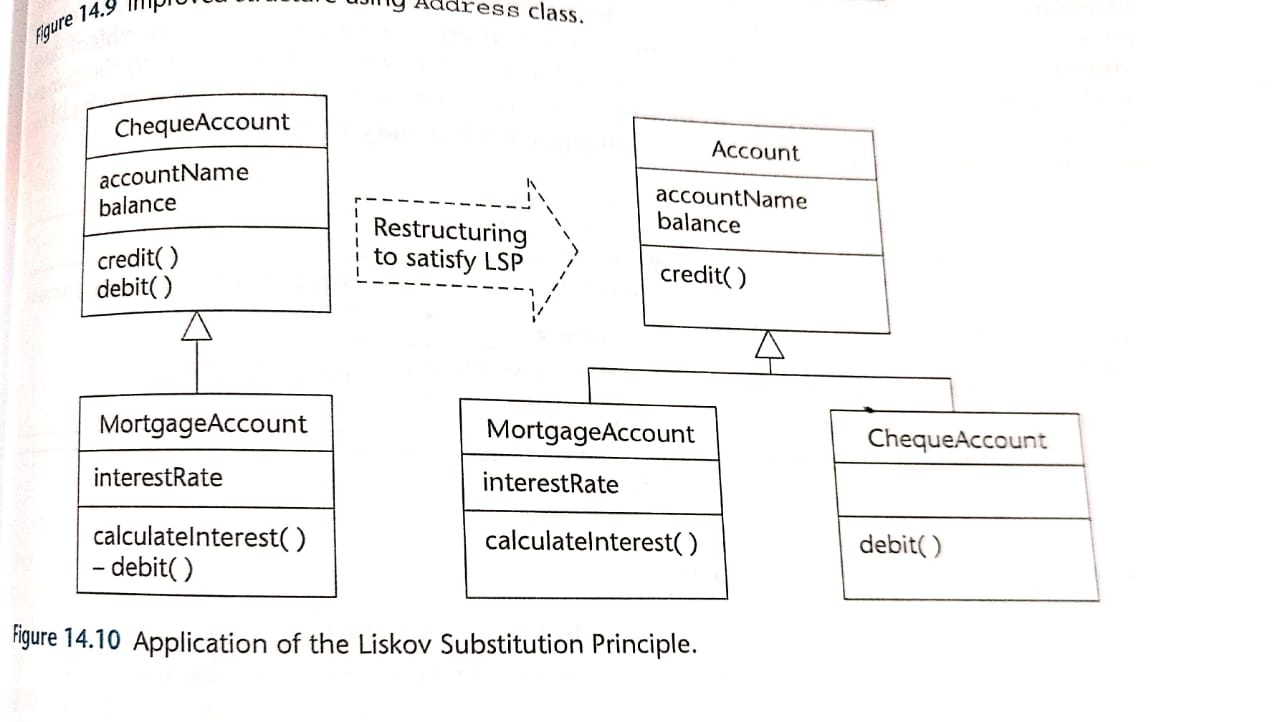 Figure 14.9 Address class.
ChequeAccount
accountName
balance
credit( )
debit( )
MortgageAccount
interestRate
calculateInterest( )
– debit( )
Restructuring
to satisfy LSP
Account
accountName
balance
credit( )
MortgageAccount
interestRate
calculateInterest( )
ChequeAccount
debit( )
Figure 14.10 Application of the Liskov Substitution Principle.